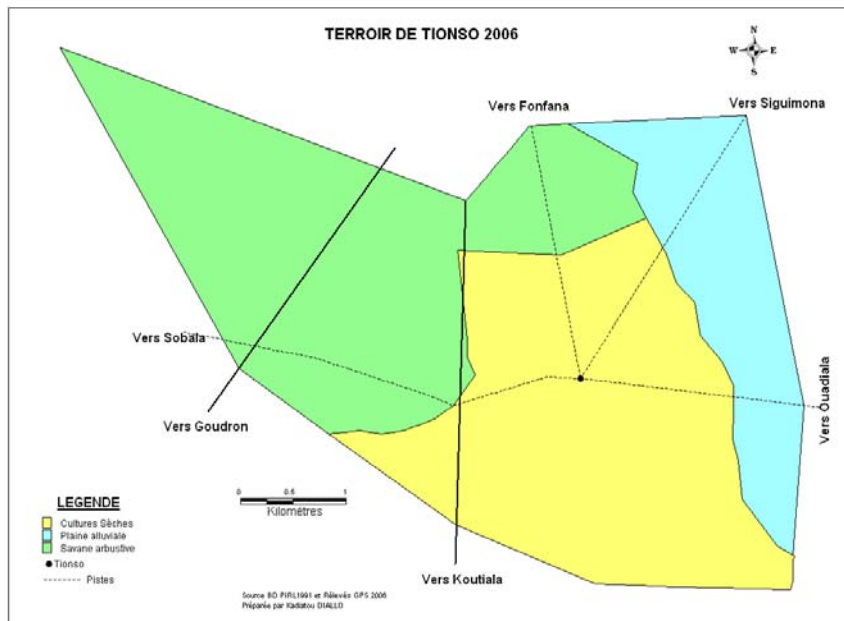 TERROIR DE TIONSO 2006
N
W E
S
Vers Fonfana
Vers Siguimona
Vers Sobala
Vers Goudron
Vers Ouadiala
Vers Koutiala
0 0.5 1
Kilométres
LEGENDE
Cultures Sèches
Plaine alluviale
Savane arbustive
Tionso
Pistes
Source BD PIRL1991 et Rélevés GPS 2006
Préparée par Kadiatou DIALLO